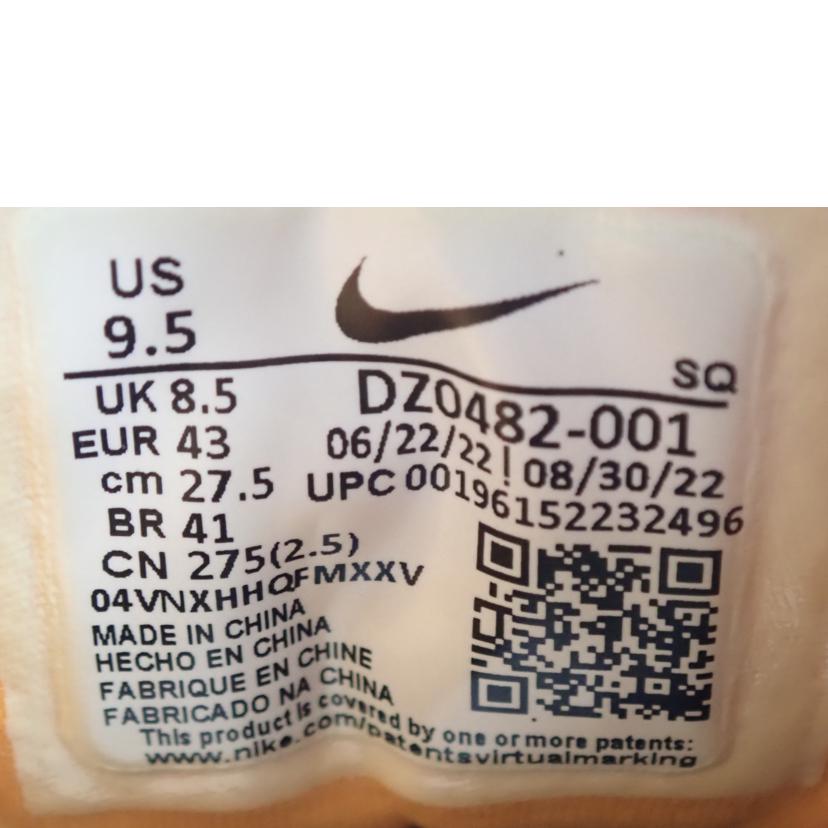 US
9.5
SQ
UK 8.5
DZ0482-001
EUR 43
06/22/22 ! 08/30/22
cm 27.5
UPC 00196152232496
BR 41
CN 275(2.5)
04VNXHHQFMXXV
MADE IN CHINA
HECHO EN CHINA
FABRIQUE EN CHINE
FABRICADO NA CHINA
This product is covered by one or more patents:
www.nike.com/patentsvirtualmarking